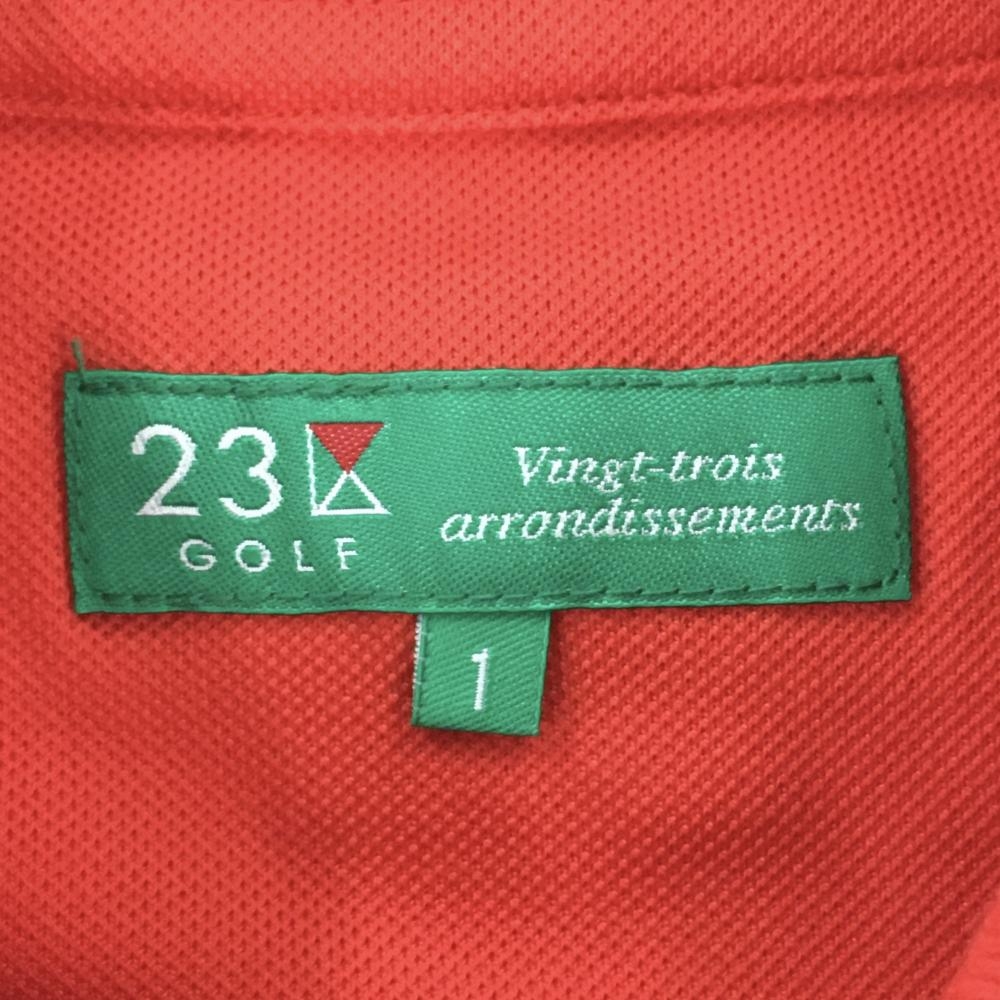 23
GOLF
Vingt-trois
arrondissements
1